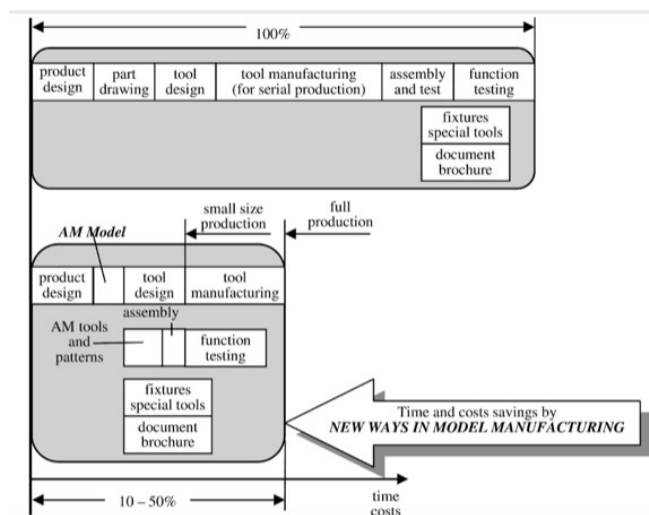 100%
product
design
part
drawing
tool
design
tool manufacturing
(for serial production)
assembly
and test
function
testing
fixtures
special tools
document
brochure
small size
production
full
production
AM Model
product
design
tool
design
tool
manufacturing
assembly
AM tools
and
patterns
function
testing
fixtures
special tools
document
brochure
Time and costs savings by
NEW WAYS IN MODEL MANUFACTURING
10 – 50%
time
costs